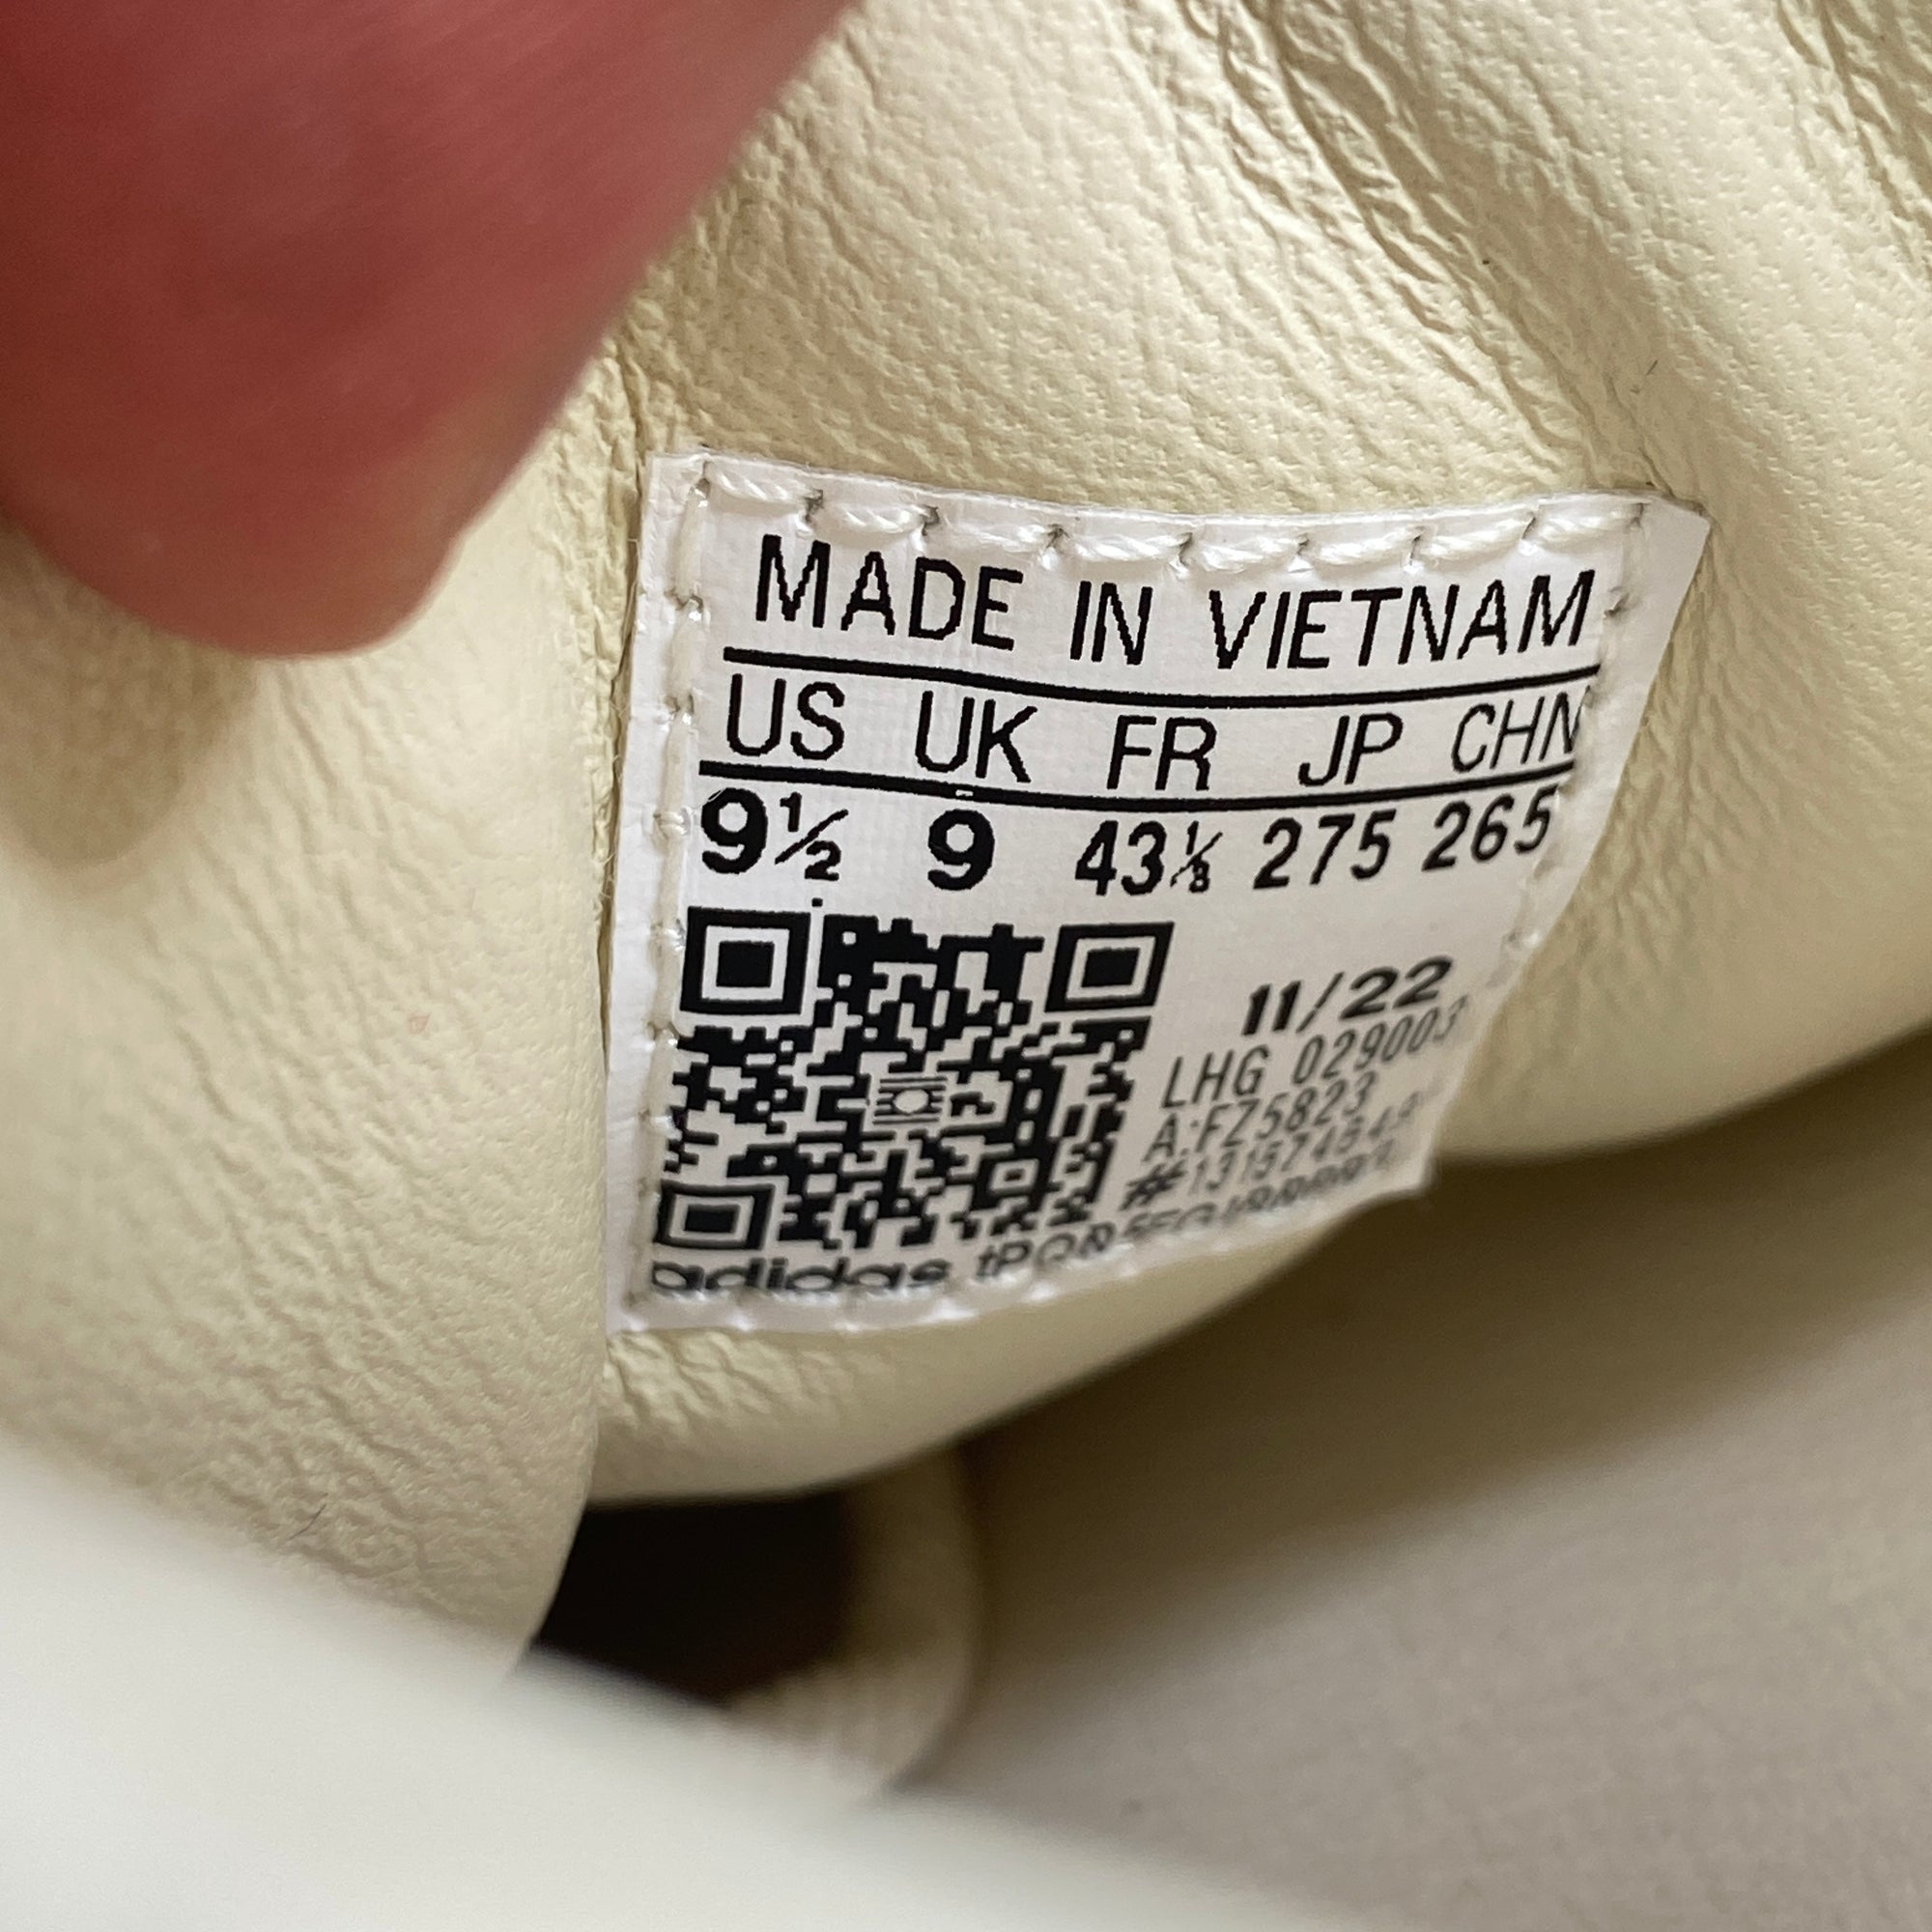 MADE IN VIETNAM
US UK FR JP CHN
9½ 9 43⅓ 275 265
11/22
LHG 029003
A:FZ5823
adidas